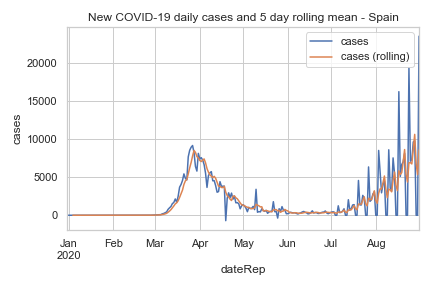 New COVID-19 daily cases and 5 day rolling mean - Spain
cases
cases (rolling)
20000
15000
10000
5000
0
cases
Jan Feb Mar Apr May Jun Jul Aug
2020
dateRep